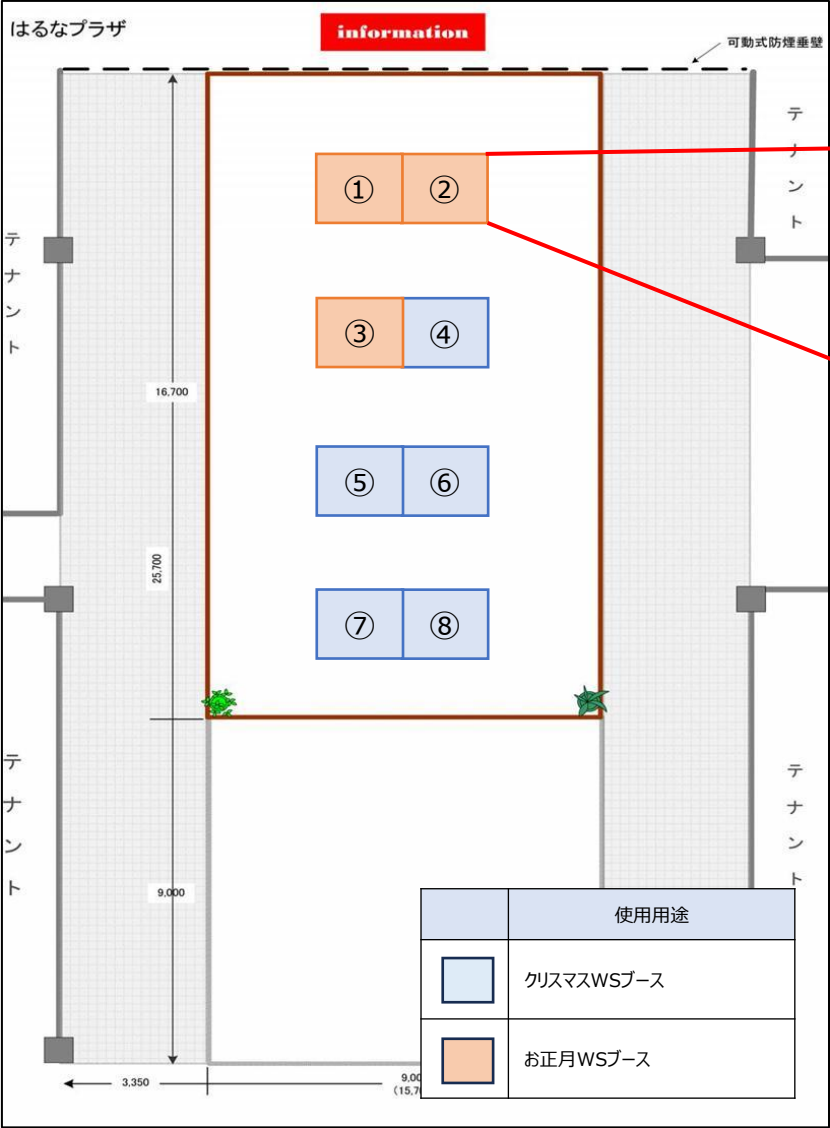 はるなプラザ
information
可動式防煙垂壁
テナント
①
②
テナント
③
④
16,700
⑤
⑥
25,700
⑦
⑧
テナント
テナント
9,000
使用用途
クリスマスWSブース
お正月WSブース
3,350
9,00
(15,7